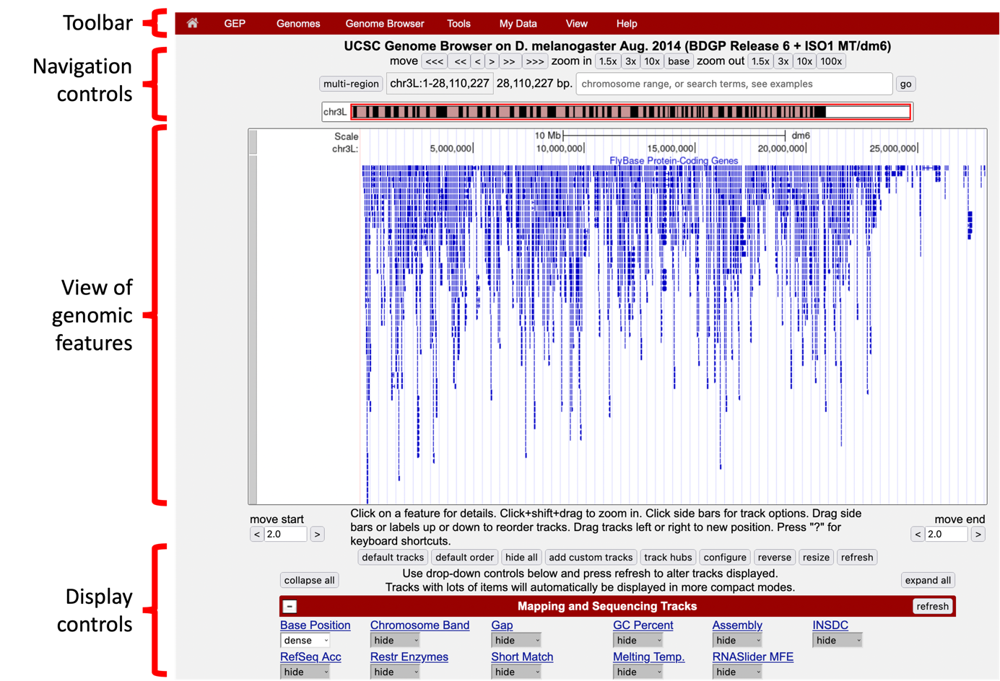 Toolbar
GEP Genomes Genome Browser Tools My Data View Help
Navigation
controls
UCSC Genome Browser on D. melanogaster Aug. 2014 (BDGP Release 6 + ISO1 MT/dm6)
move <<< << < > >> >>> zoom in 1.5x 3x 10x base zoom out 1.5x 3x 10x 100x
multi-region chr3L:1-28,110,227 28,110,227 bp. chromosome range, or search terms, see examples go
chr3L
View of
genomic
features
Scale 10 Mb dm6
chr3L: 5,000,000 10,000,000 15,000,000 20,000,000 25,000,000
FlyBase Protein-Coding Genes
move start
< 2.0 >
Click on a feature for details. Click+shift+drag to zoom in. Click side bars for track options. Drag side
bars or labels up or down to reorder tracks. Drag tracks left or right to new position. Press "?" for
keyboard shortcuts.
move end
< 2.0 >
Display
controls
default tracks default order hide all add custom tracks track hubs configure reverse resize refresh
collapse all
Use drop-down controls below and press refresh to alter tracks displayed.
Tracks with lots of items will automatically be displayed in more compact modes.
expand all
- Mapping and Sequencing Tracks refresh
Base Position Chromosome Band Gap GC Percent Assembly INSDC
dense hide hide hide hide hide
RefSeq Acc Restr Enzymes Short Match Melting Temp. RNASlider MFE
hide hide hide hide hide